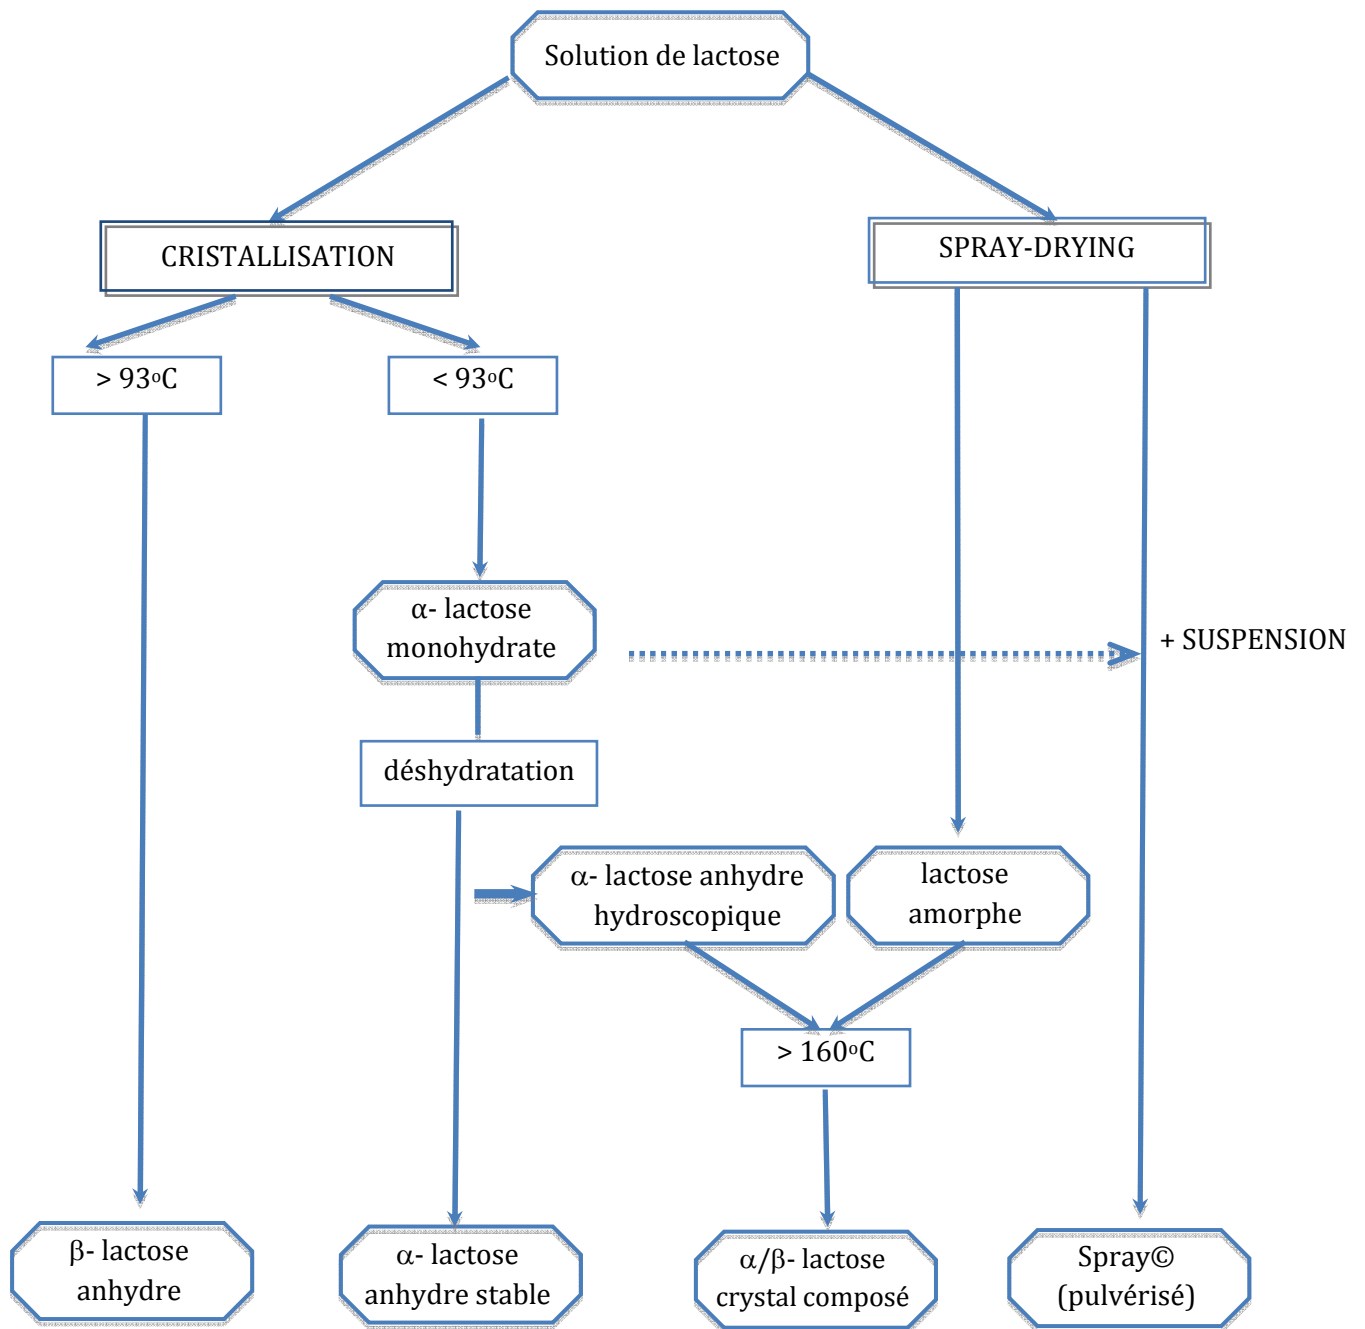 Solution de lactose
CRISTALLISATION
SPRAY-DRYING
> 93ºC
< 93ºC
α- lactose
monohydrate
+ SUSPENSION
déshydratation
α- lactose anhydre
hydroscopique
lactose
amorphe
> 160ºC
β- lactose
anhydre
α- lactose
anhydre stable
α/β- lactose
crystal composé
Spray©
(pulvérisé)